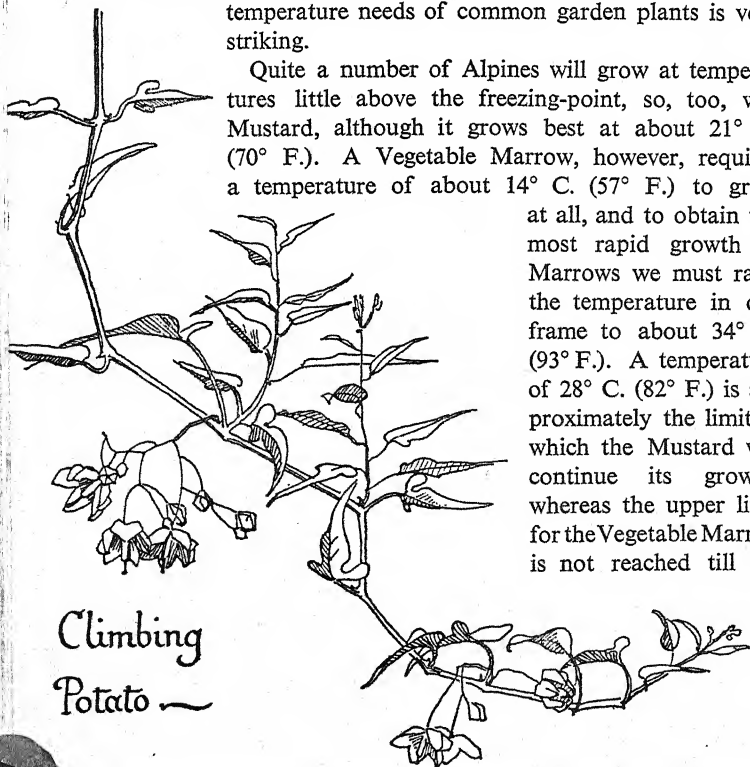 temperature needs of common garden plants is
striking.
Quite a number of Alpines will grow at tempe
tures little above the freezing-point, so, too,
Mustard, although it grows best at about 21°
(70° F.). A Vegetable Marrow, however, requi
a temperature of about 14° C. (57° F.) to
at all, and to obtain
most rapid growth
Marrows we must
the temperature in
frame to about 34°
(93° F.). A temperat
of 28° C. (82° F.) is
proximately the limit
which the Mustard
continue its grow
whereas the upper
for the Vegetable Marr
is not reached till
Climbing
Potato